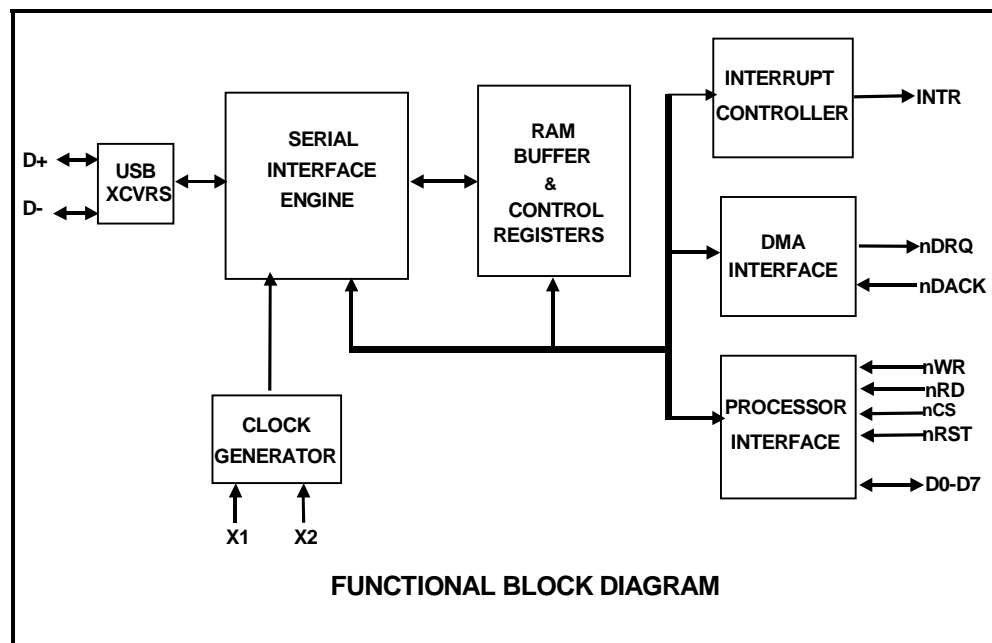 D+
D-
USB
XCVRS
SERIAL
INTERFACE
ENGINE
RAM
BUFFER
&
CONTROL
REGISTERS
INTERRUPT
CONTROLLER
INTR
DMA
INTERFACE
nDRQ
nDACK
PROCESSOR
INTERFACE
nWR
nRD
nCS
nRST
D0-D7
CLOCK
GENERATOR
X1
X2
FUNCTIONAL BLOCK DIAGRAM